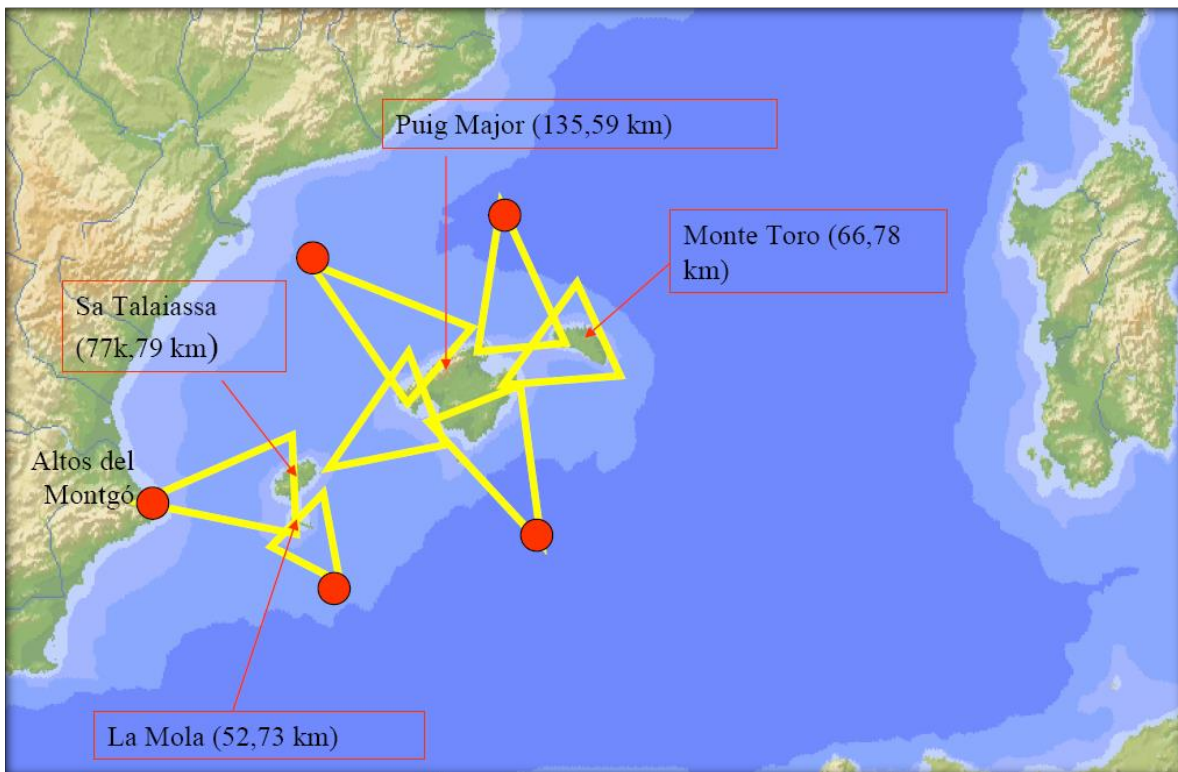 Puig Major (135,59 km)
Monte Toro (66,78
km)
Sa Talaiassa
(77k,79 km)
Altos del
Montgó
La Mola (52,73 km)